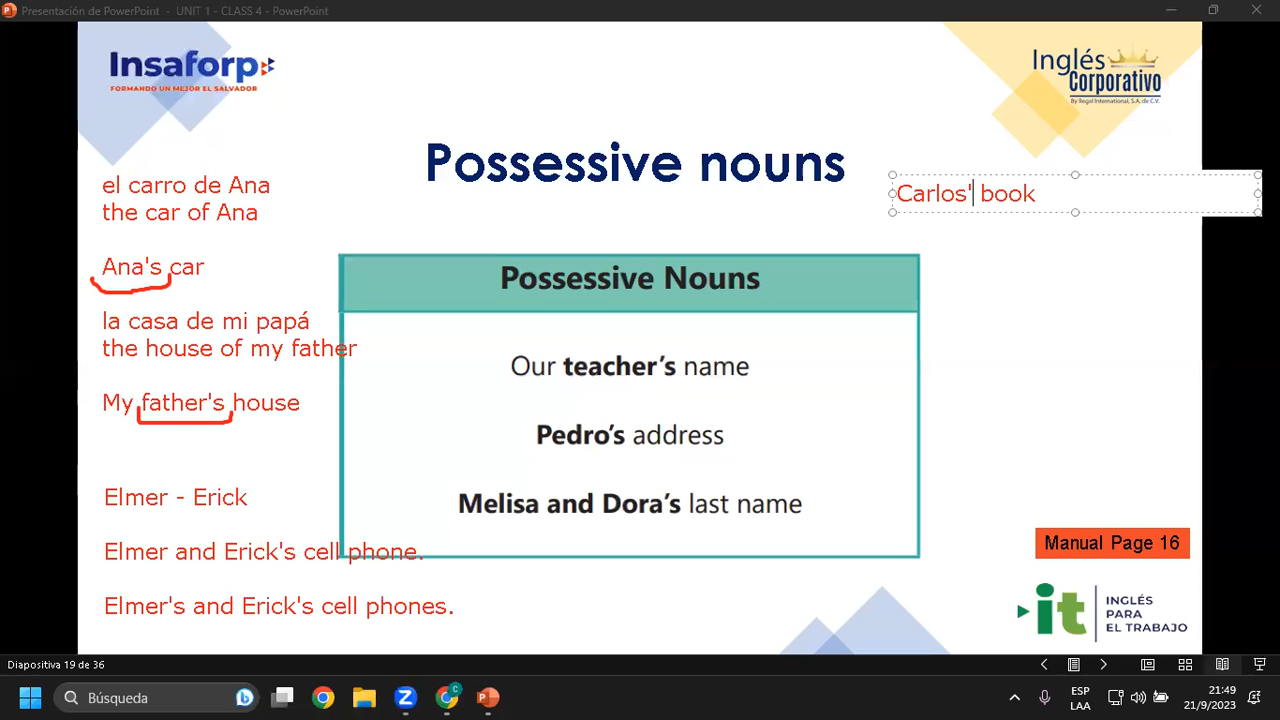 Presentación de PowerPoint - UNIT 1 - CLASS 4 - PowerPoint
Insaforp
FORMANDO UN MEJOR EL SALVADOR
Inglés
Corporativo
By Regal International, S.A. de C.V.
Possessive nouns
el carro de Ana
the car of Ana
Carlos' book
Ana's car
Possessive Nouns
la casa de mi papá
the house of my father
Our teacher's name
My father's house
Pedro's address
Elmer - Erick
Melisa and Dora's last name
Elmer and Erick's cell phone.
Manual Page 16
Elmer's and Erick's cell phones.
it
INGLÉS
PARA
EL TRABAJO
Diapositiva 19 de 36
Búsqueda
ESP
LAA
21:49
21/9/2023